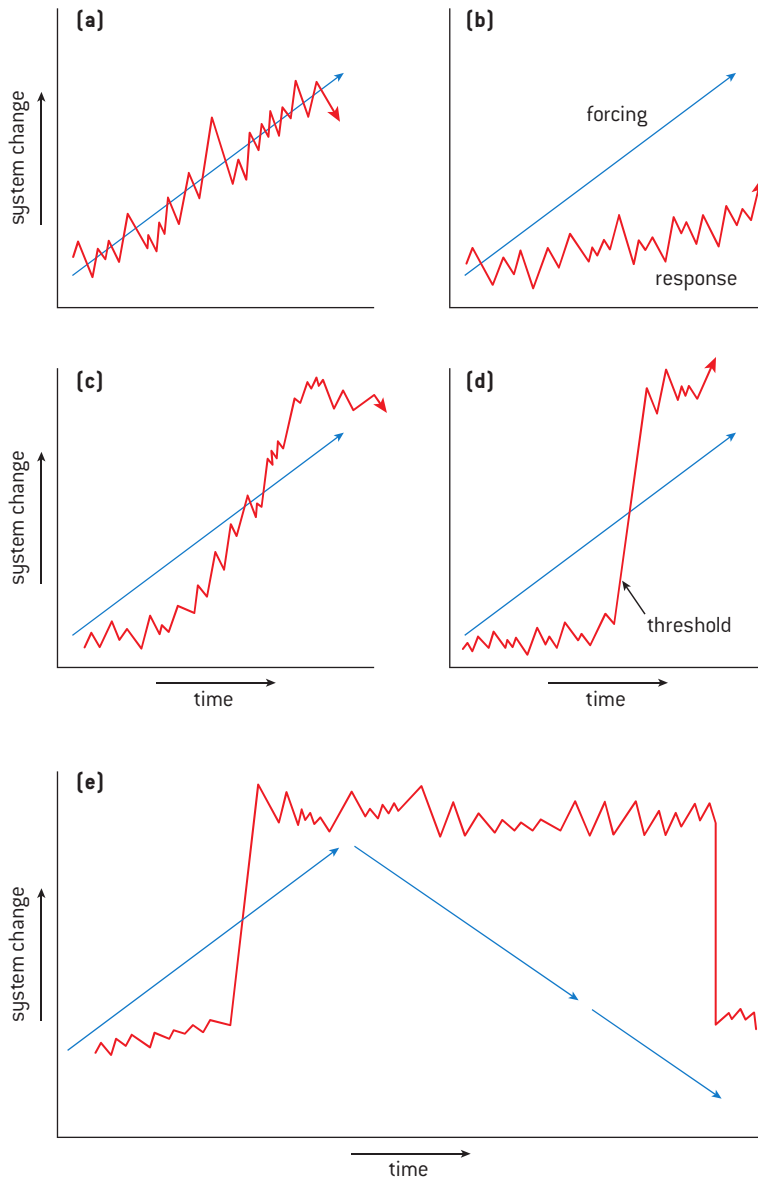 (a)
(b)
system change
forcing
response
(c)
(d)
system change
threshold
time
time
(e)
system change
time